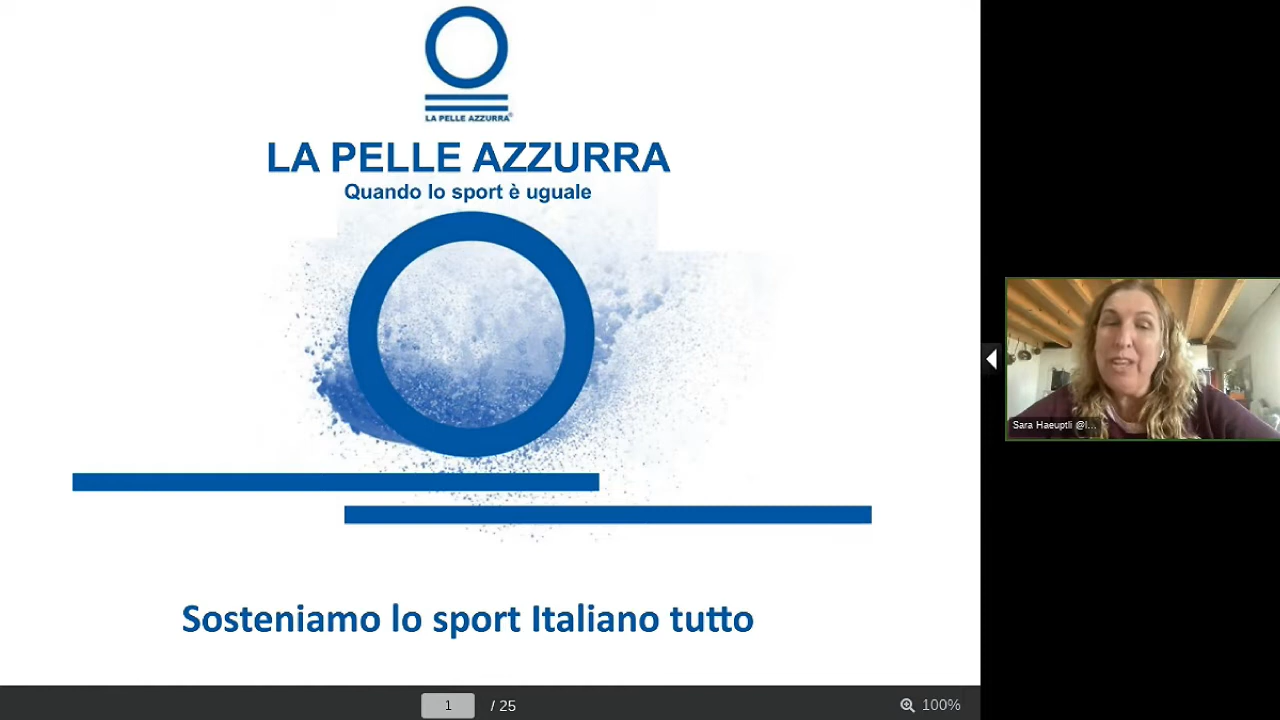 LA PELLE AZZURRA®
LA PELLE AZZURRA
Quando lo sport è uguale
Sosteniamo lo sport Italiano tutto
Sara Haeuptli @l...
1 / 25
100%